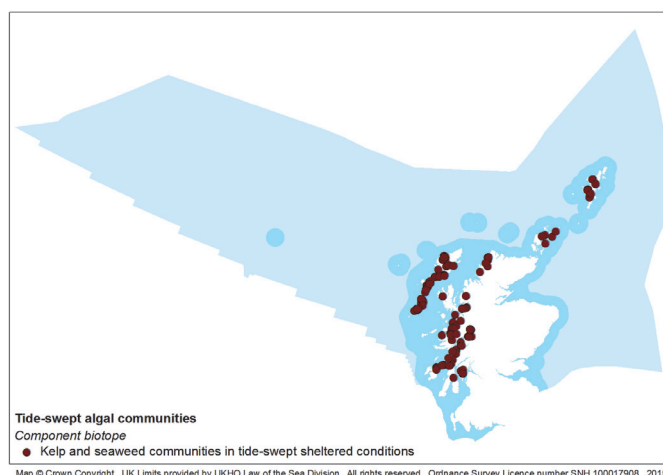 Tide-swept algal communities
Component biotope
Kelp and seaweed communities in tide-swept sheltered conditions
Map © Crown Copyright. UK Limits provided by UKHO Law of the Sea Division. All rights reserved. Ordnance Survey Licence number SNH 100017908